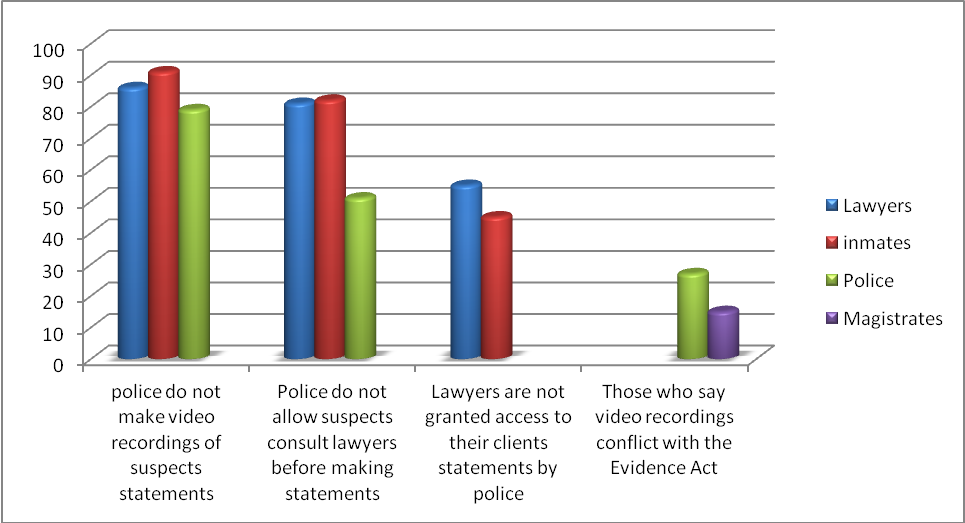 100
90
80
70
60
50
40
30
20
10
0
police do not
make video
recordings of
suspects
statements
Police do not
allow suspects
consult lawyers
before making
statements
Lawyers are not
granted access to
their clients
statements by
police
Those who say
video recordings
conflict with the
Evidence Act
Lawyers
inmates
Police
Magistrates